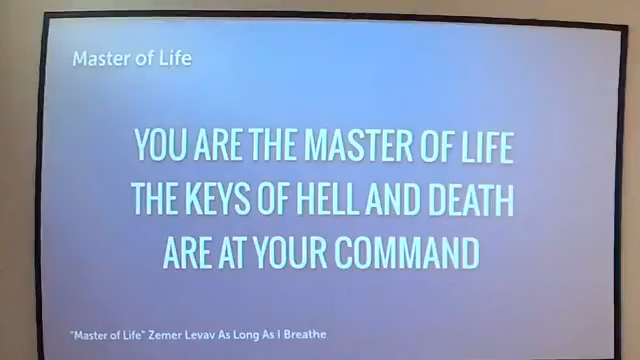 Master of Life
YOU ARE THE MASTER OF LIFE
THE KEYS OF HELL AND DEATH
ARE AT YOUR COMMAND
"Master of Life" Zemer Levav As Long As I Breathe